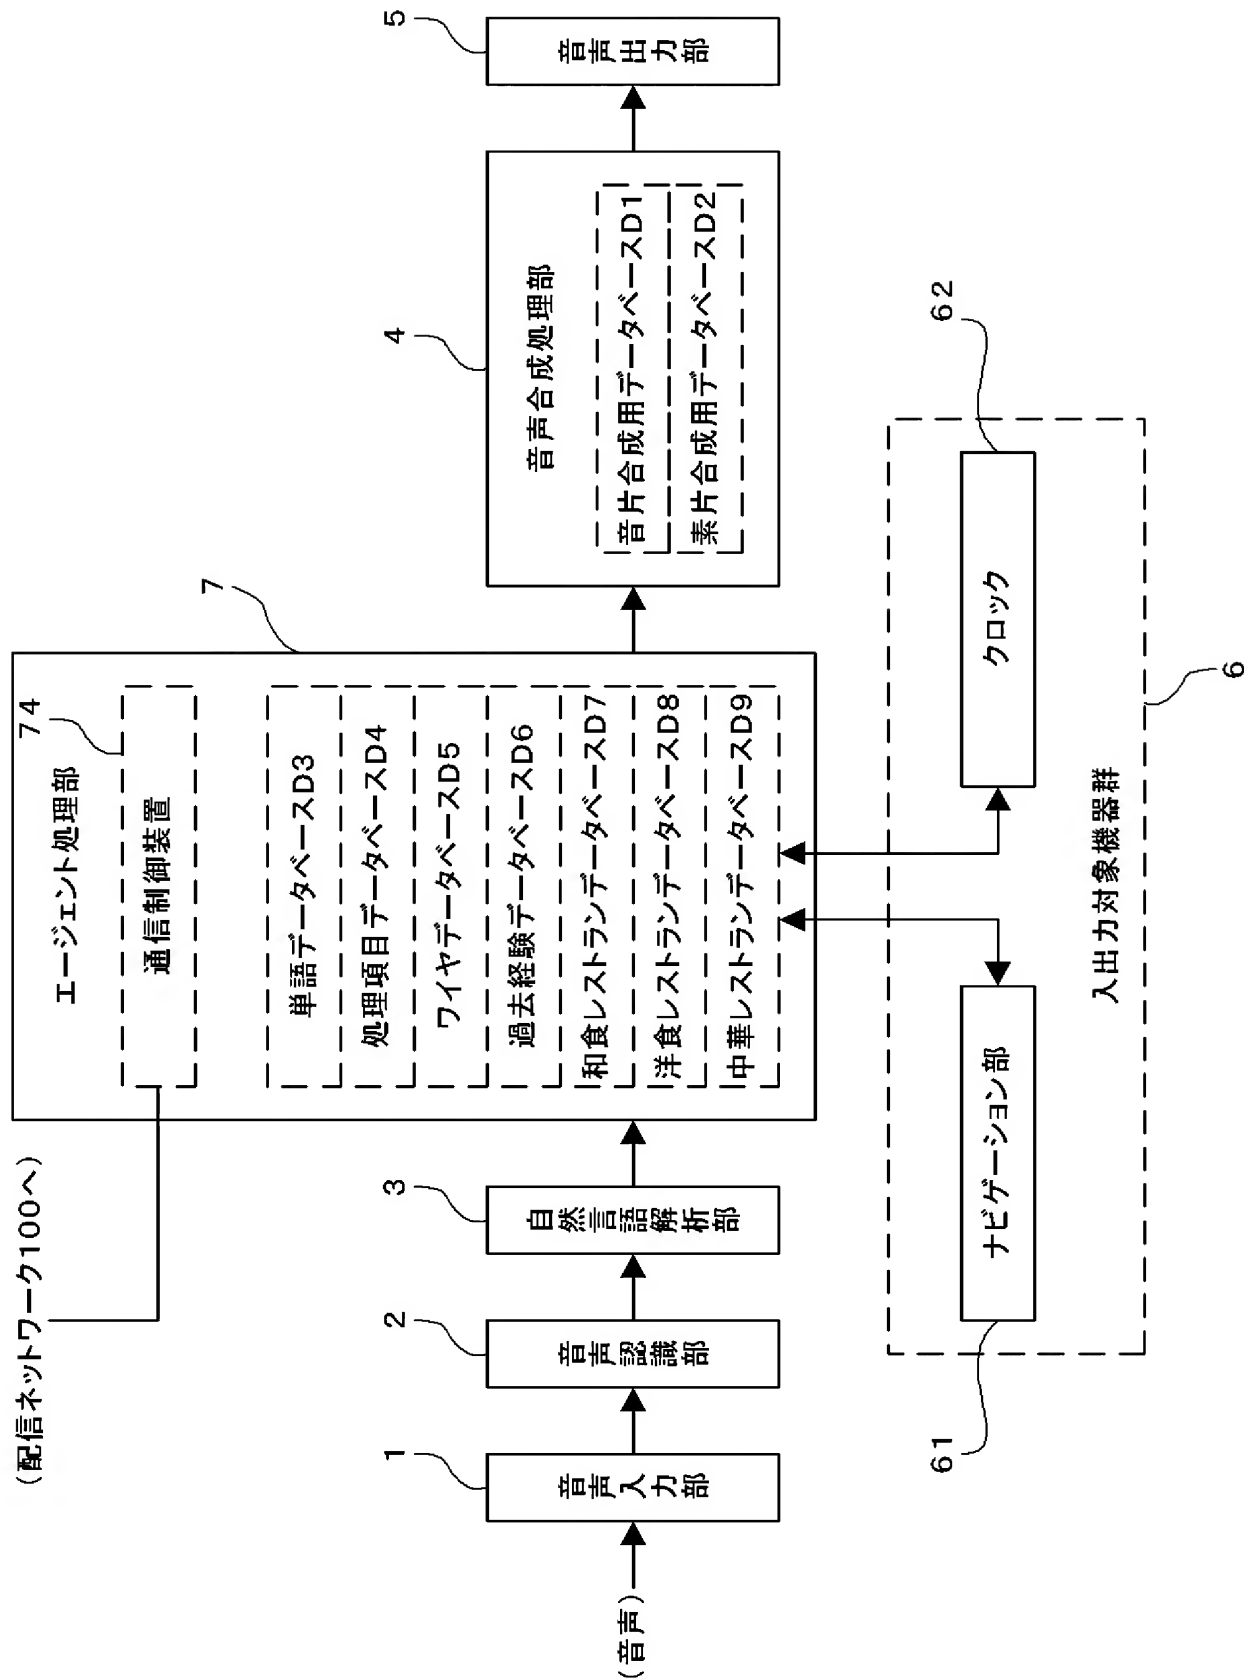 (配信ネットワーク100へ)
エージェント処理部
74
通信制御装置
7
単語データベースD3
処理項目データベースD4
ワイヤデータベースD5
過去経験データベースD6
和食レストランデータベースD7
洋食レストランデータベースD8
中華レストランデータベースD9
(音声)
1
音声入力部
2
音声認識部
3
自然言語解析部
4
音声合成処理部
音片合成用データベースD1
素片合成用データベースD2
5
音声出力部
61
ナビゲーション部
62
クロック
入出力対象機器群
6